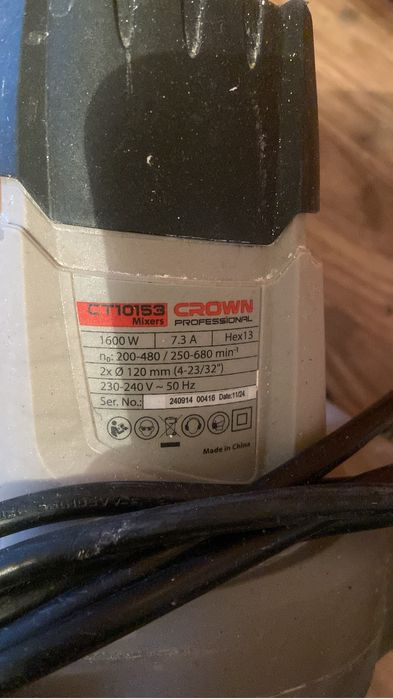 CT10153 CROWN
Mixers PROFESSIONAL
1600 W 7.3 A Hex13
n₀: 200-480 / 250-680 min⁻¹
2x Ø 120 mm (4-23/32")
230-240 V ~ 50 Hz
Ser. No.: 240914 00416 Date:11/24
Made in China